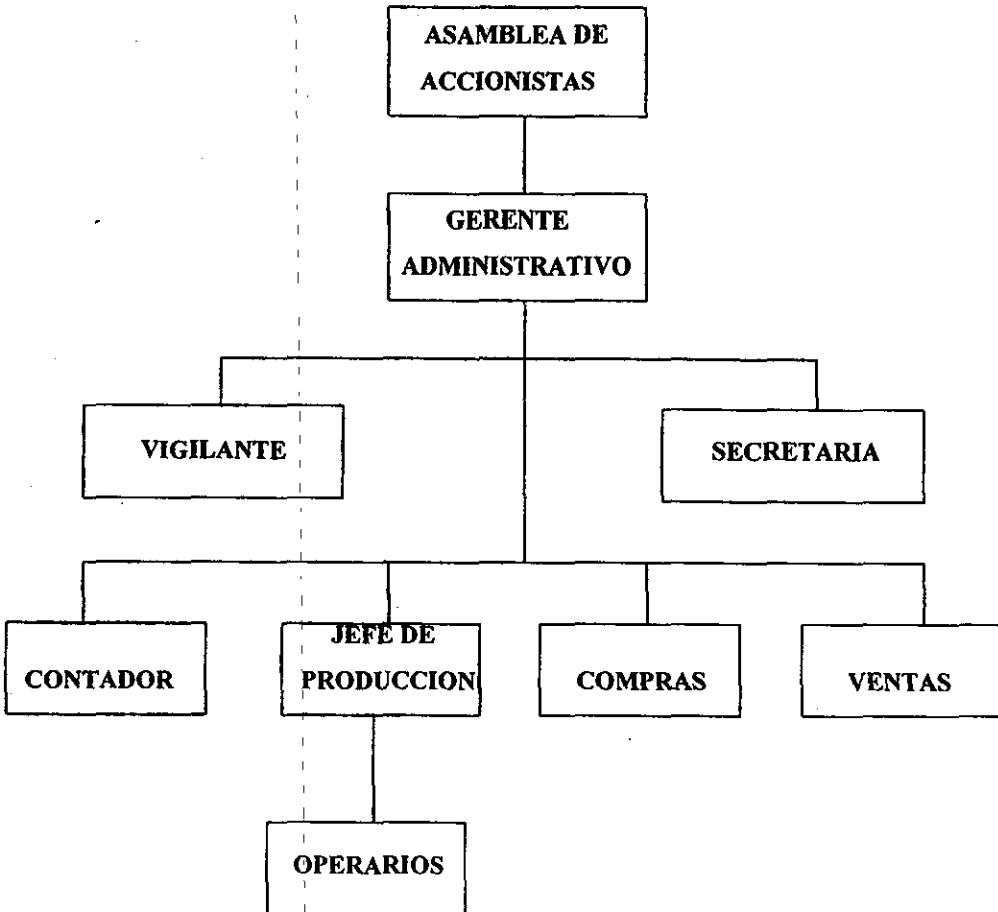 ASAMBLEA DE
ACCIONISTAS
GERENTE
ADMINISTRATIVO
VIGILANTE
SECRETARIA
CONTADOR
JEFE DE
PRODUCCION
COMPRAS
VENTAS
OPERARIOS